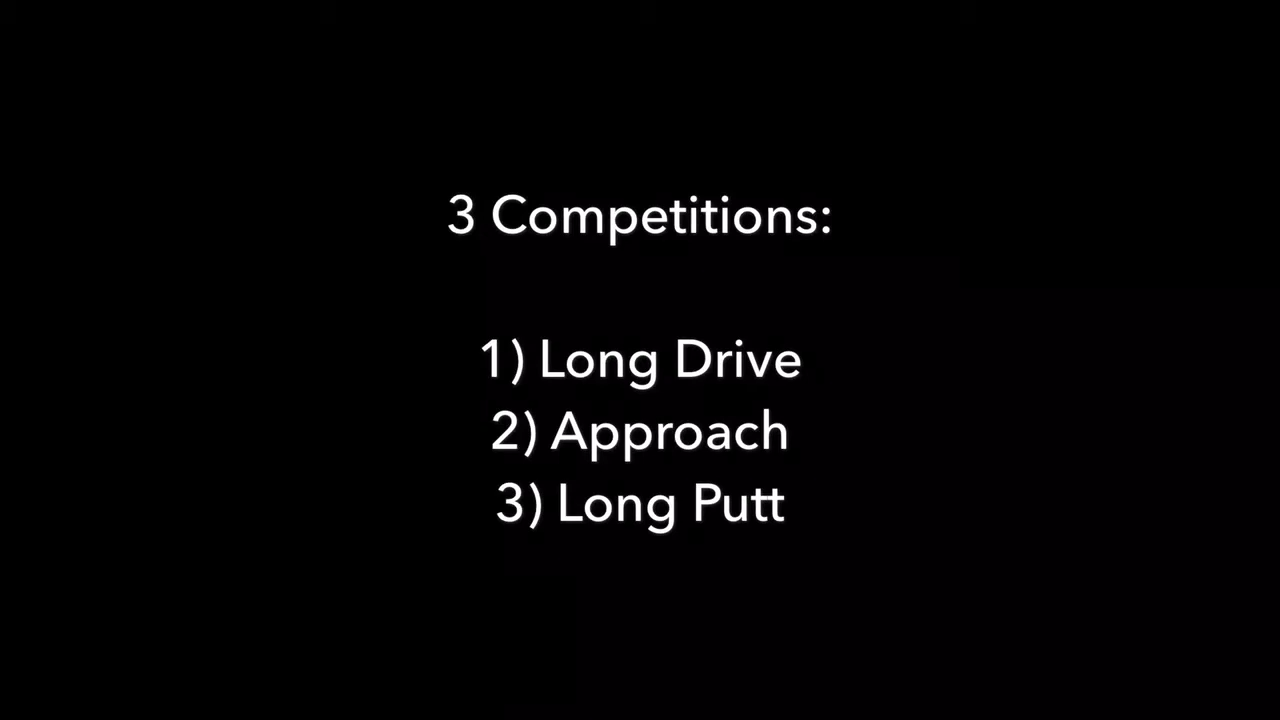 3 Competitions:
1) Long Drive
2) Approach
3) Long Putt